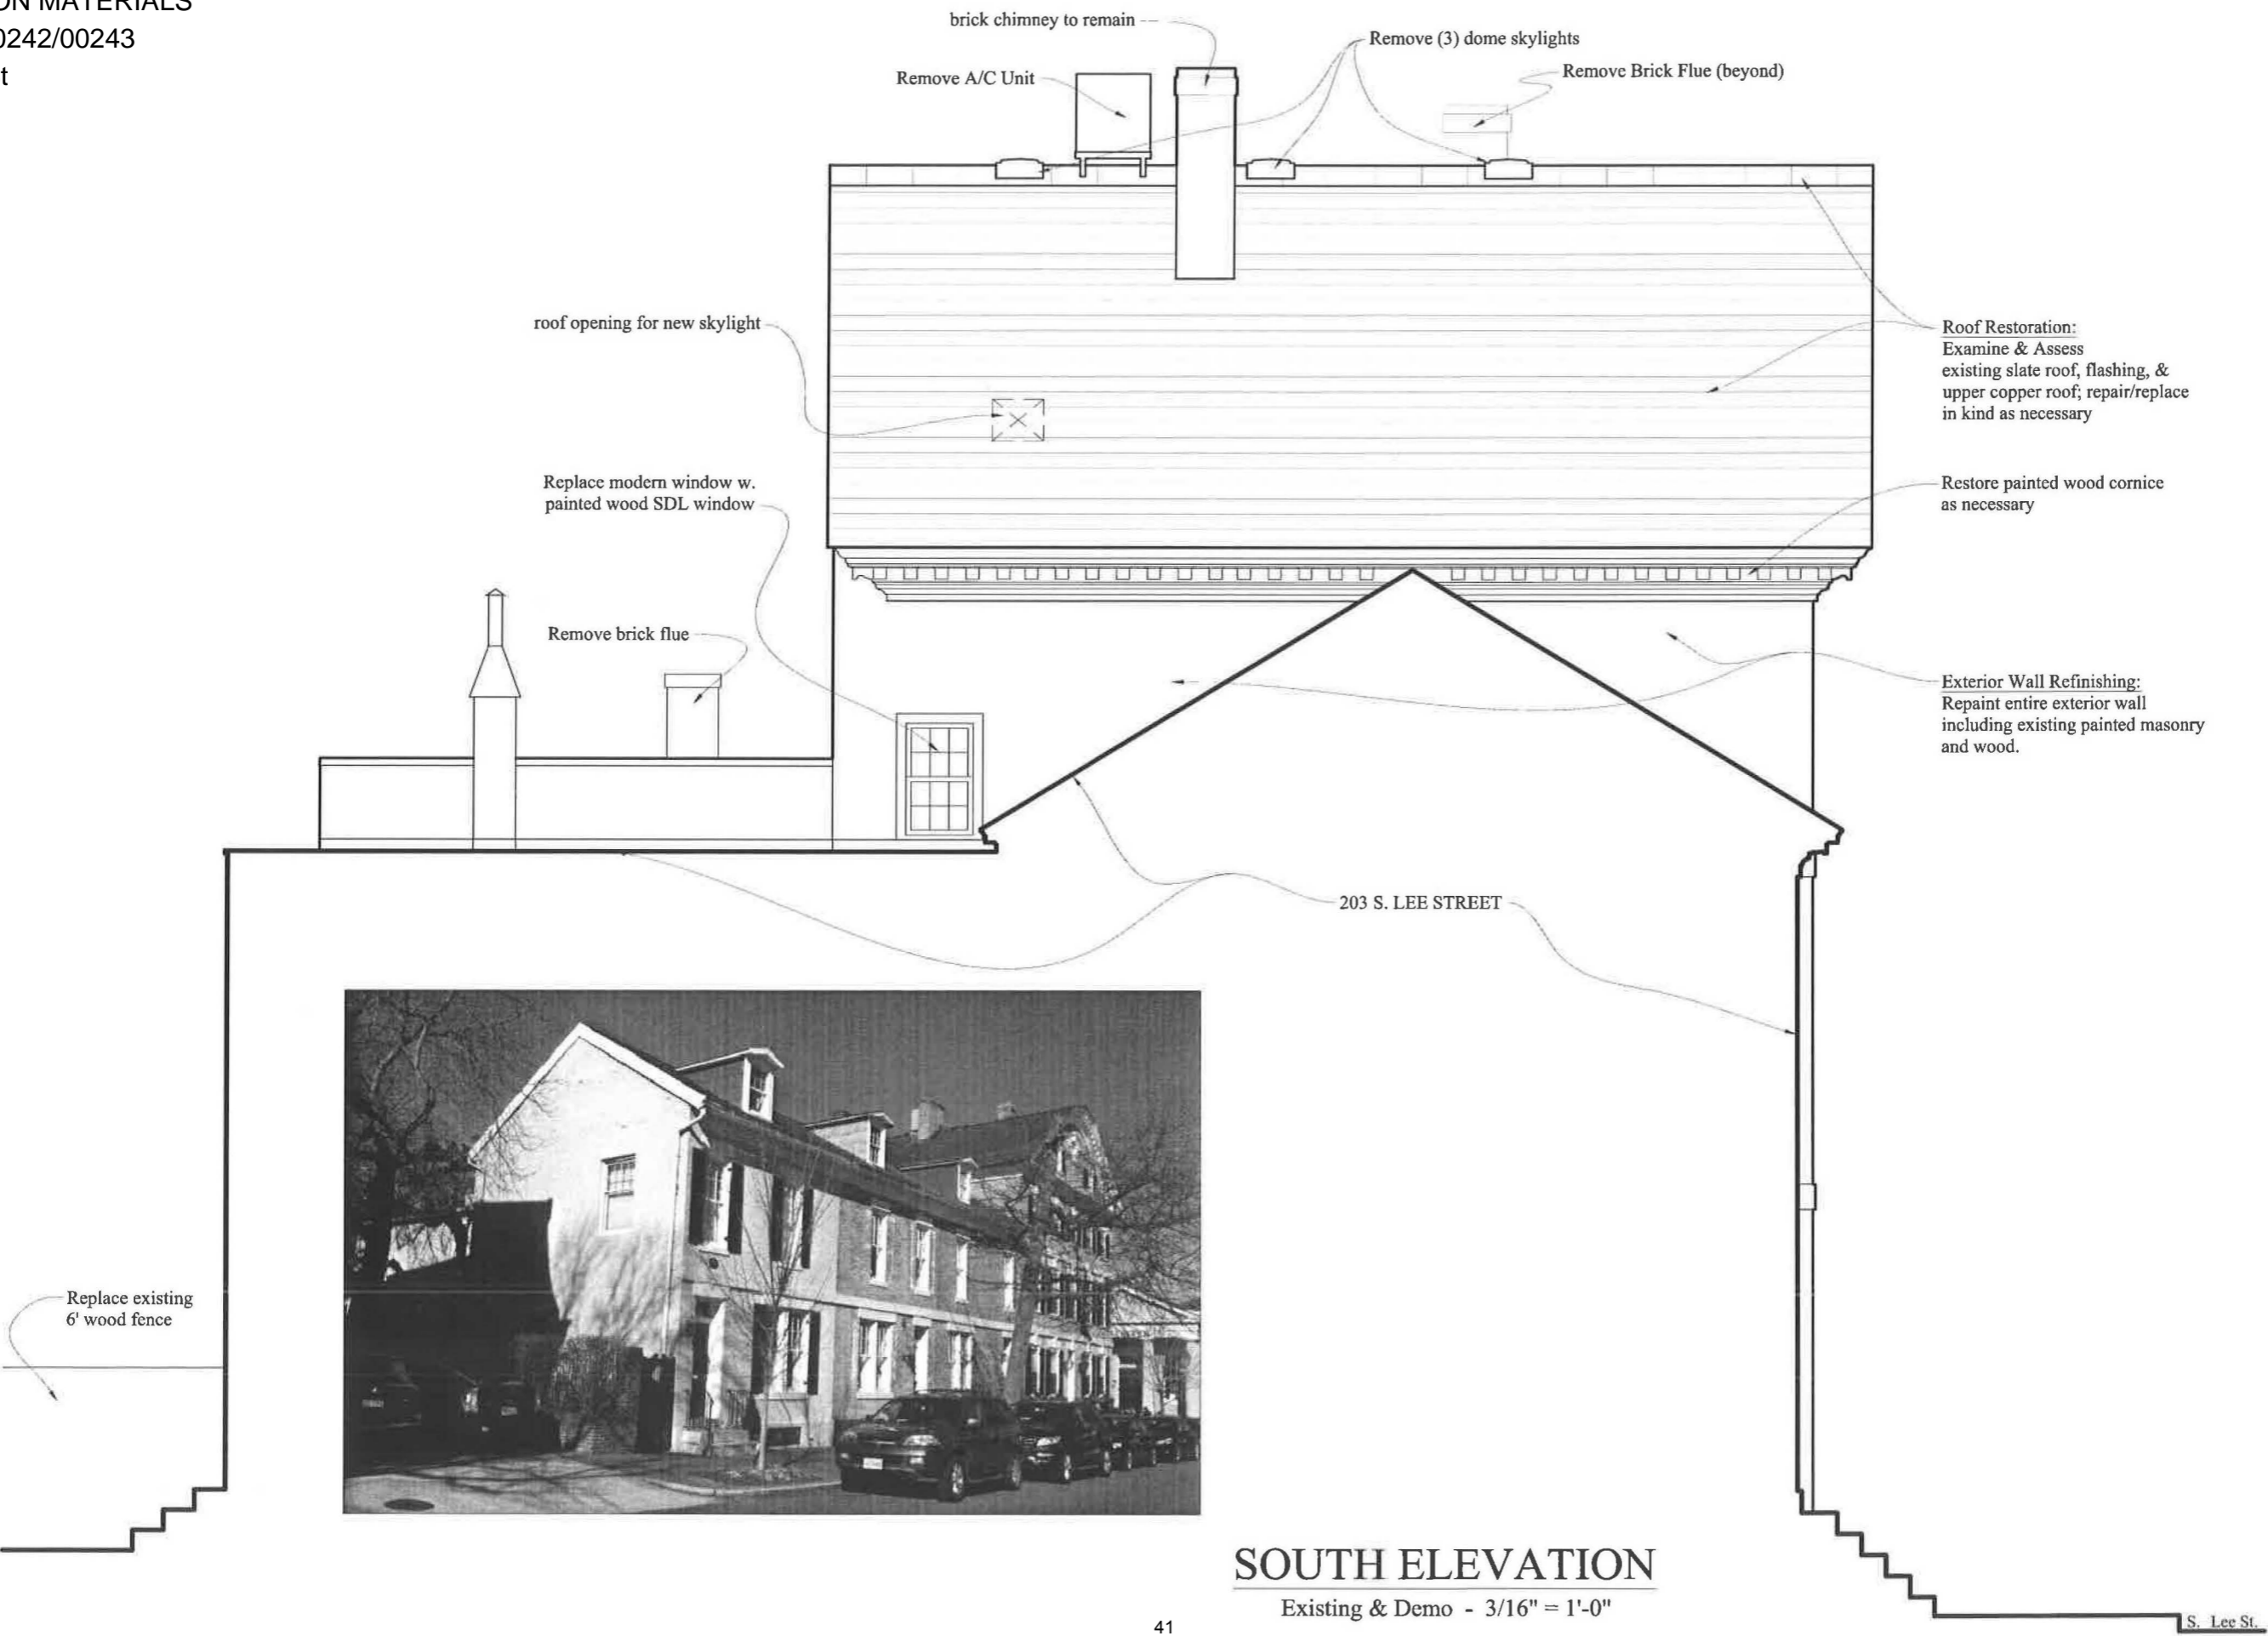 ON MATERIALS
0242/00243
t
brick chimney to remain
Remove (3) dome skylights
Remove A/C Unit
Remove Brick Flue (beyond)
roof opening for new skylight
Roof Restoration:
Examine & Assess
existing slate roof, flashing, &
upper copper roof; repair/replace
in kind as necessary
Replace modern window w.
painted wood SDL window
Restore painted wood cornice
as necessary
Remove brick flue
Exterior Wall Refinishing:
Repaint entire exterior wall
including existing painted masonry
and wood.
203 S. LEE STREET
Replace existing
6' wood fence
SOUTH ELEVATION
Existing & Demo - 3/16" = 1'-0"
41
S. Lee St.